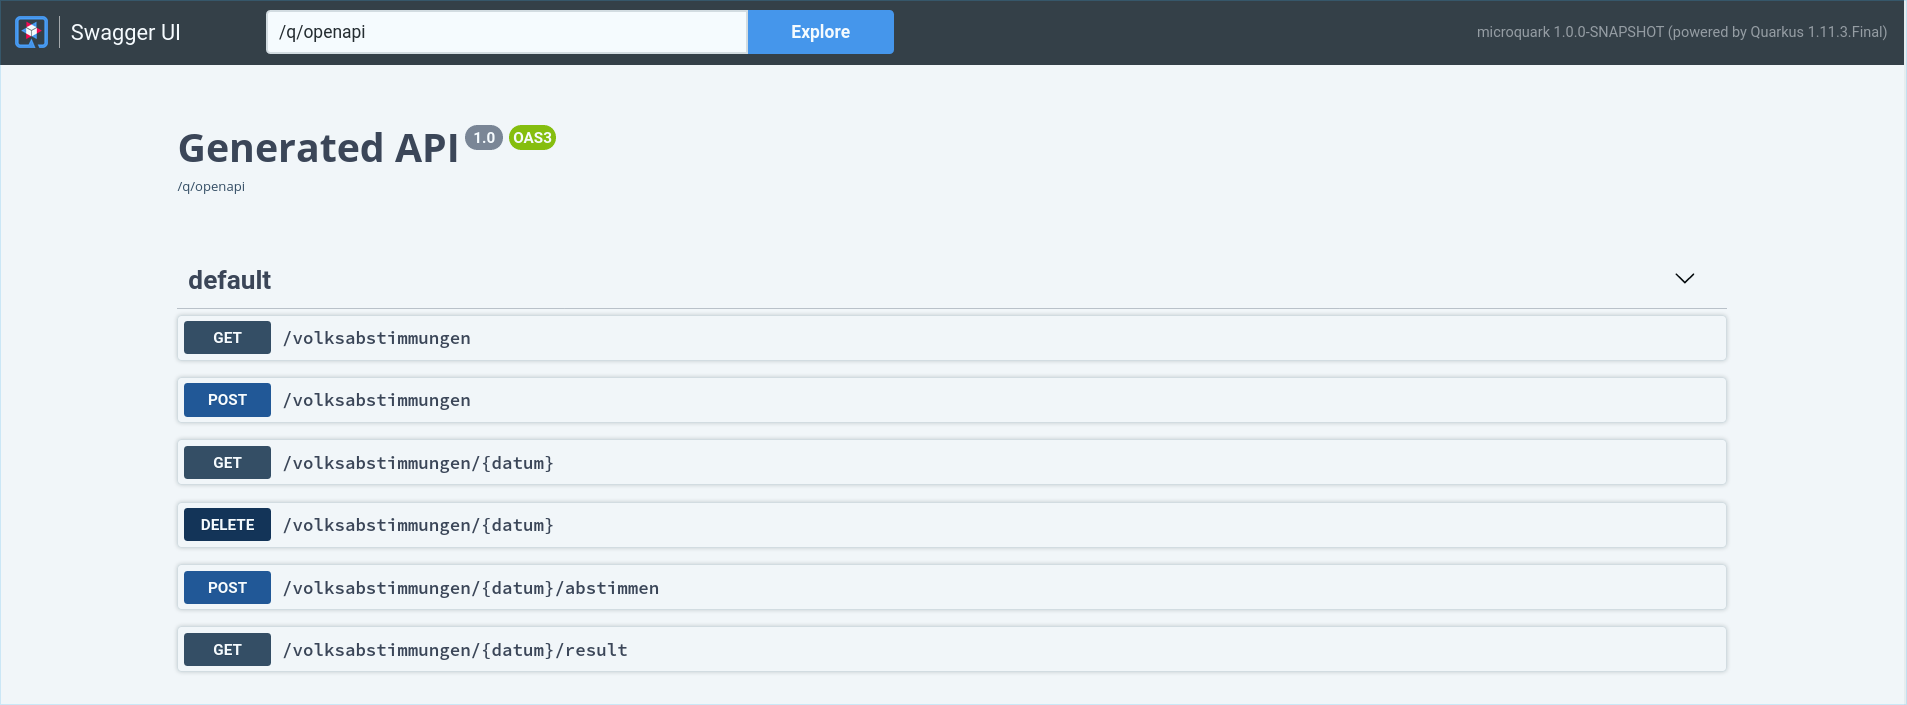 Swagger UI /q/openapi Explore microquark 1.0.0-SNAPSHOT (powered by Quarkus 1.11.3.Final)
Generated API 1.0 OAS3
/q/openapi
default
GET /volksabstimmungen
POST /volksabstimmungen
GET /volksabstimmungen/{datum}
DELETE /volksabstimmungen/{datum}
POST /volksabstimmungen/{datum}/abstimmen
GET /volksabstimmungen/{datum}/result